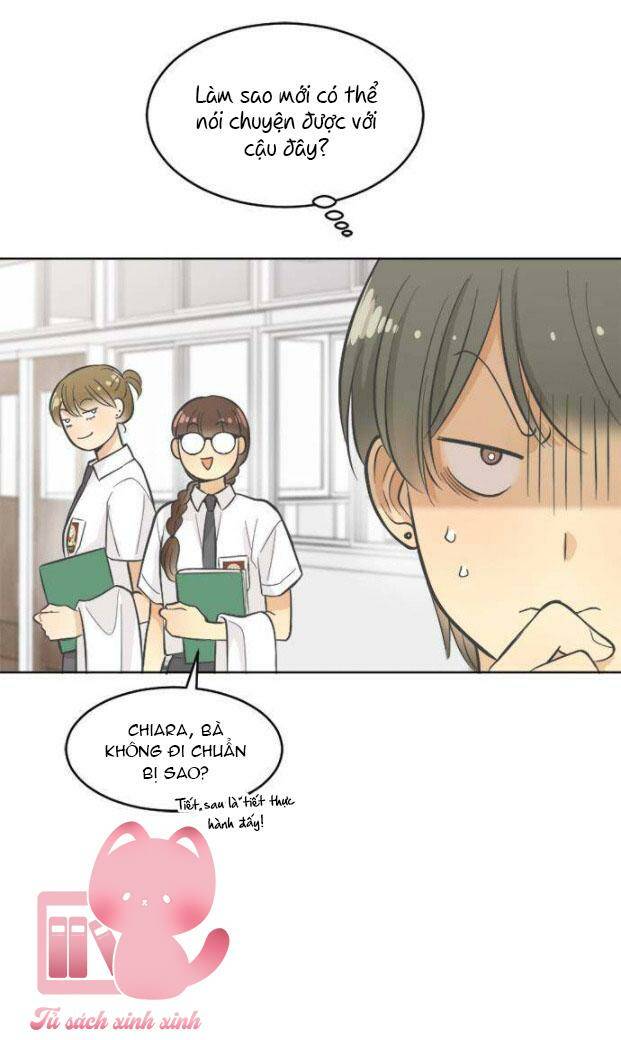 Làm sao mới có thể
nói chuyện được với
cậu đây?
CHIARA, BÀ
KHÔNG ĐI CHUẨN
BỊ SAO?
Tiết sau là tiết thực
hành đấy!
Tủ sách xinh xinh